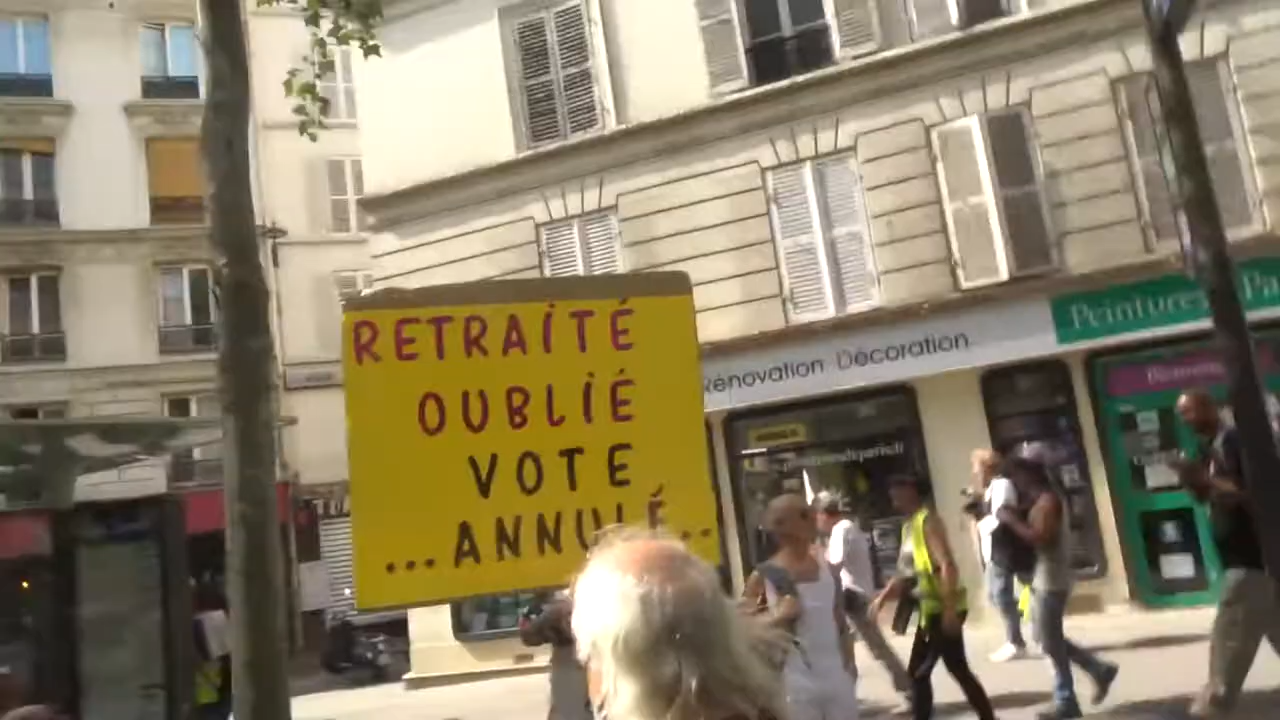 RETRAiTÉ
OUBLiÉ
VOTE
...ANNULÉ...
Rénovation Décoration
Peintures